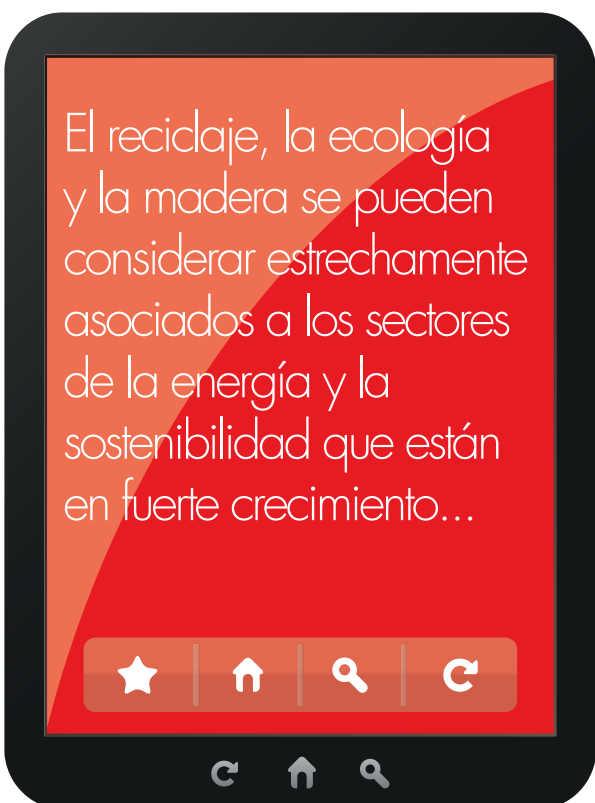 El reciclaje, la ecología
y la madera se pueden
considerar estrechamente
asociados a los sectores
de la energía y la
sostenibilidad que están
en fuerte crecimiento...